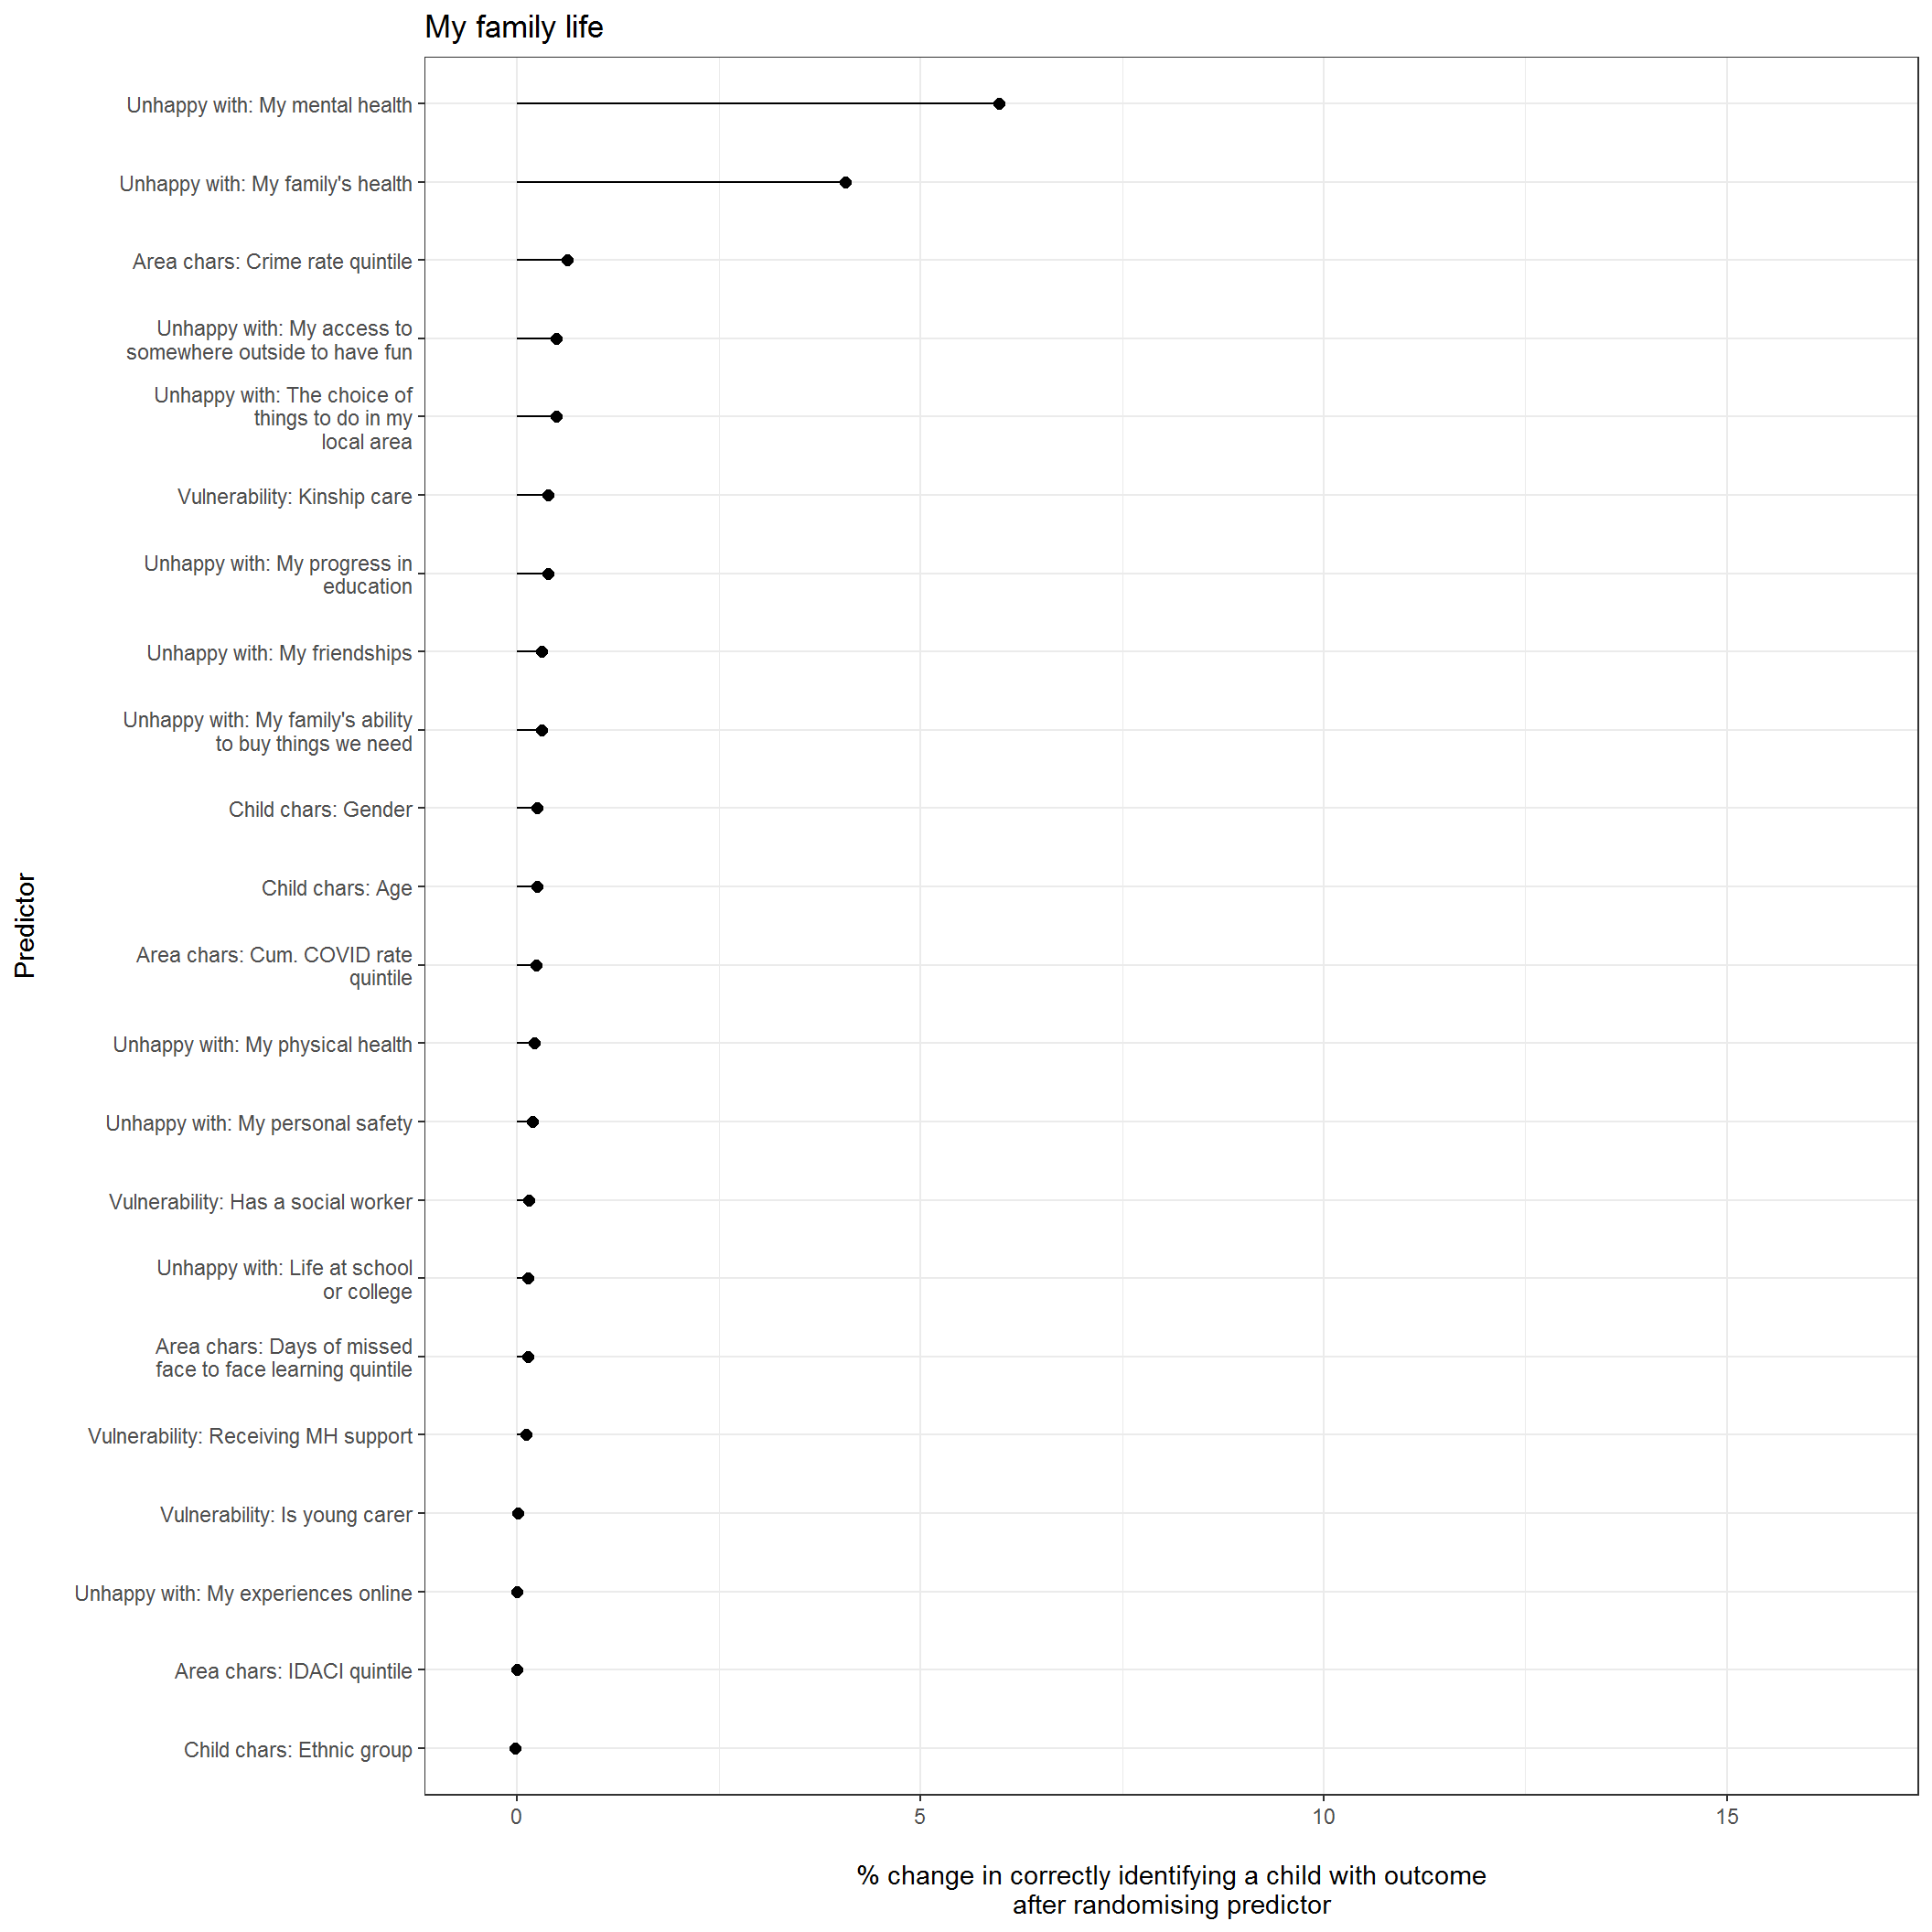 My family life
Unhappy with: My mental health
Unhappy with: My family's health
Area chars: Crime rate quintile
Unhappy with: My access to
somewhere outside to have fun
Unhappy with: The choice of
things to do in my
local area
Vulnerability: Kinship care
Unhappy with: My progress in
education
Unhappy with: My friendships
Unhappy with: My family's ability
to buy things we need
Child chars: Gender
Child chars: Age
Area chars: Cum. COVID rate
quintile
Unhappy with: My physical health
Unhappy with: My personal safety
Vulnerability: Has a social worker
Unhappy with: Life at school
or college
Area chars: Days of missed
face to face learning quintile
Vulnerability: Receiving MH support
Vulnerability: Is young carer
Unhappy with: My experiences online
Area chars: IDACI quintile
Child chars: Ethnic group
Predictor
0 5 10 15
% change in correctly identifying a child with outcome
after randomising predictor